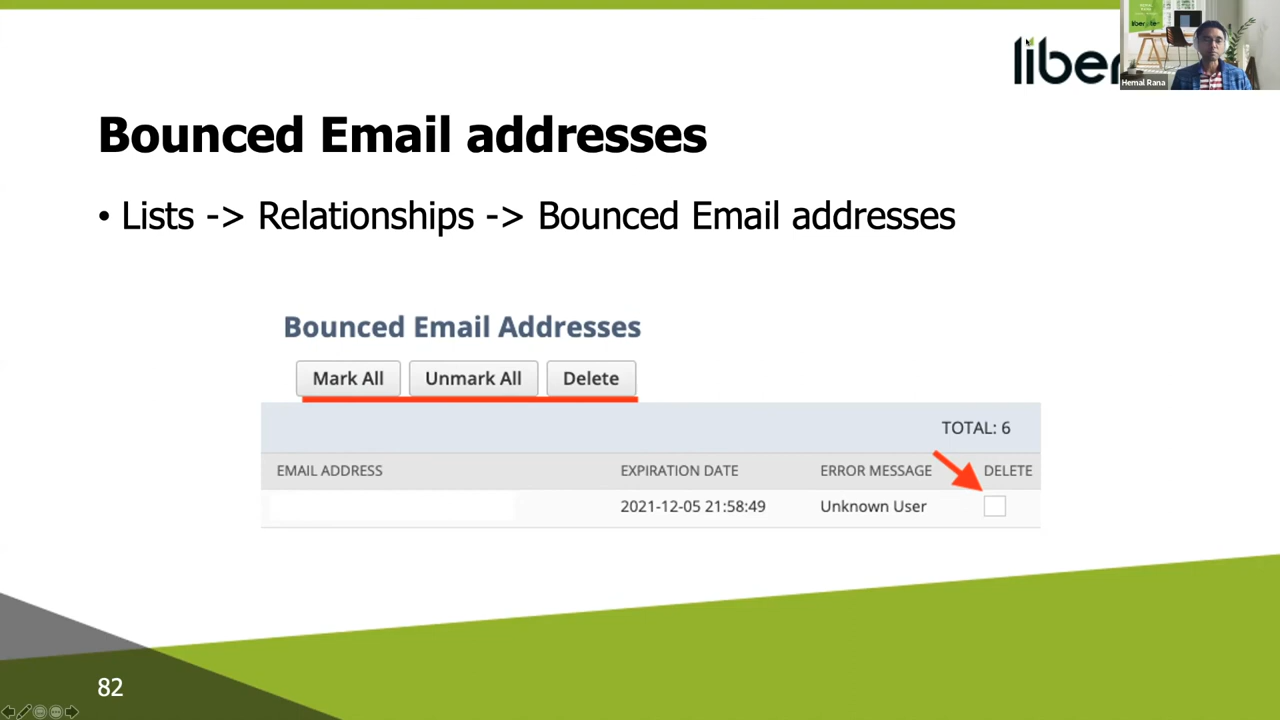 liber
Hemal Rana
Bounced Email addresses
• Lists -> Relationships -> Bounced Email addresses
Bounced Email Addresses
Mark All Unmark All Delete
TOTAL: 6
EMAIL ADDRESS EXPIRATION DATE ERROR MESSAGE DELETE
2021-12-05 21:58:49 Unknown User
82